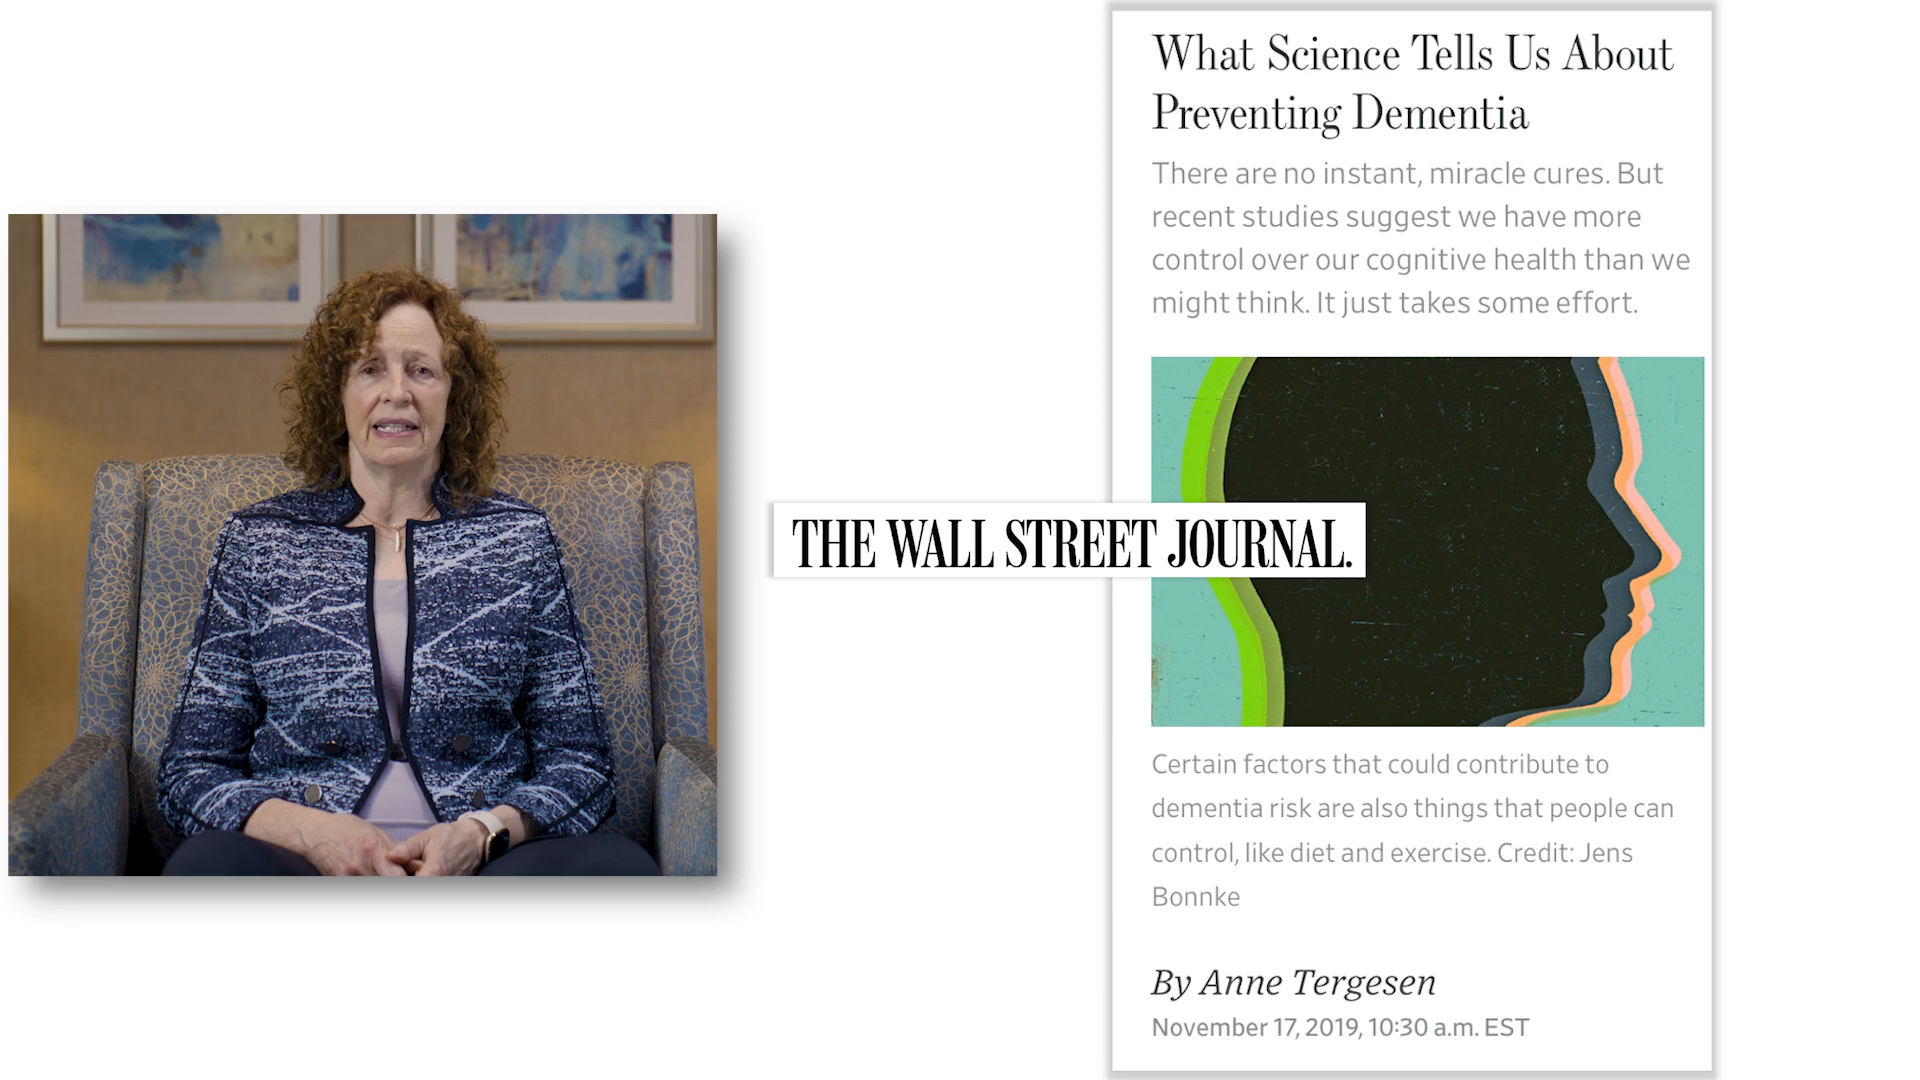 What Science Tells Us About
Preventing Dementia
There are no instant, miracle cures. But
recent studies suggest we have more
control over our cognitive health than we
might think. It just takes some effort.
THE WALL STREET JOURNAL.
Certain factors that could contribute to
dementia risk are also things that people can
control, like diet and exercise. Credit: Jens
Bonnke
By Anne Tergesen
November 17, 2019, 10:30 a.m. EST